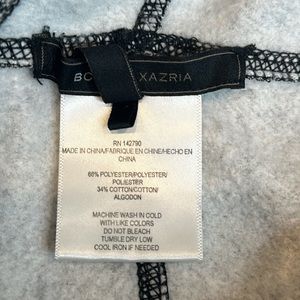 BC XAZRIA
RN 142790
MADE IN CHINA/FABRIQUE EN CHINE/HECHO EN
CHINA
66% POLYESTER/POLYESTER/
POLIESTER
34% COTTON/COTTON/
ALGODON
MACHINE WASH IN COLD
WITH LIKE COLORS
DO NOT BLEACH
TUMBLE DRY LOW
COOL IRON IF NEEDED